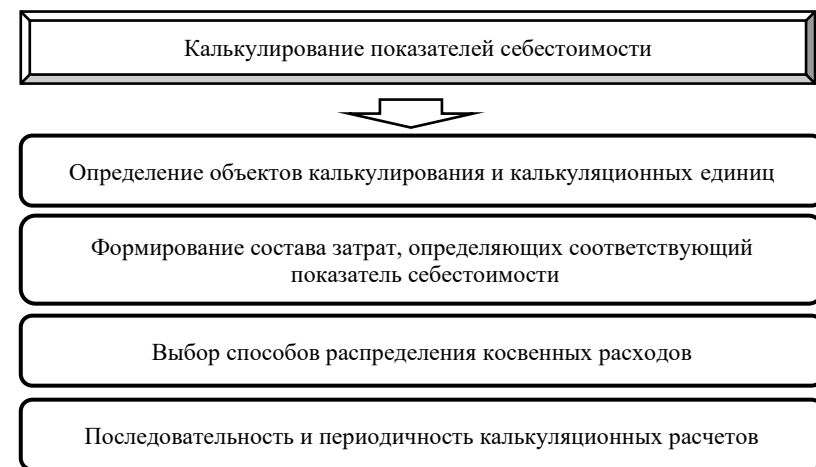 Калькулирование показателей себестоимости
Определение объектов калькулирования и калькуляционных единиц
Формирование состава затрат, определяющих соответствующий
показатель себестоимости
Выбор способов распределения косвенных расходов
Последовательность и периодичность калькуляционных расчетов